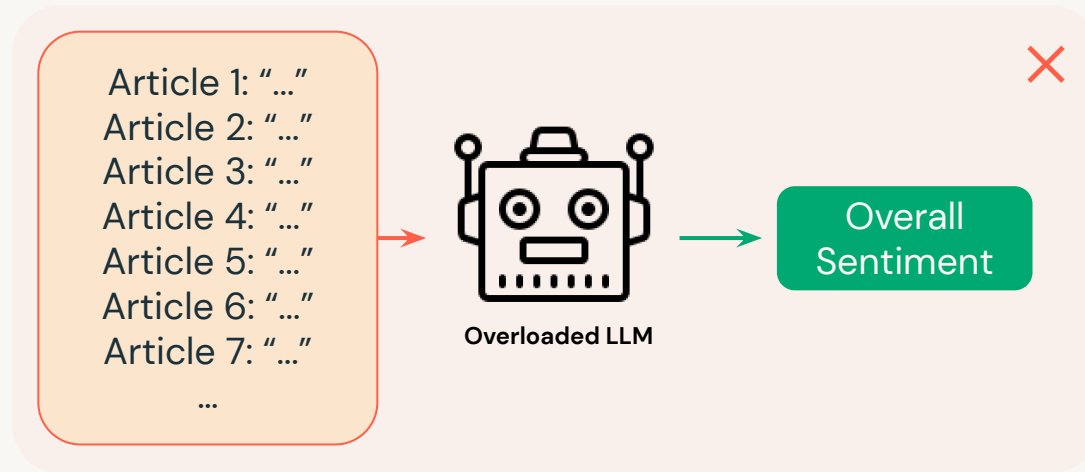 Article 1: “...”
Article 2: “...”
Article 3: “...”
Article 4: “...”
Article 5: “...”
Article 6: “...”
Article 7: “...”
...
Overloaded LLM
Overall
Sentiment